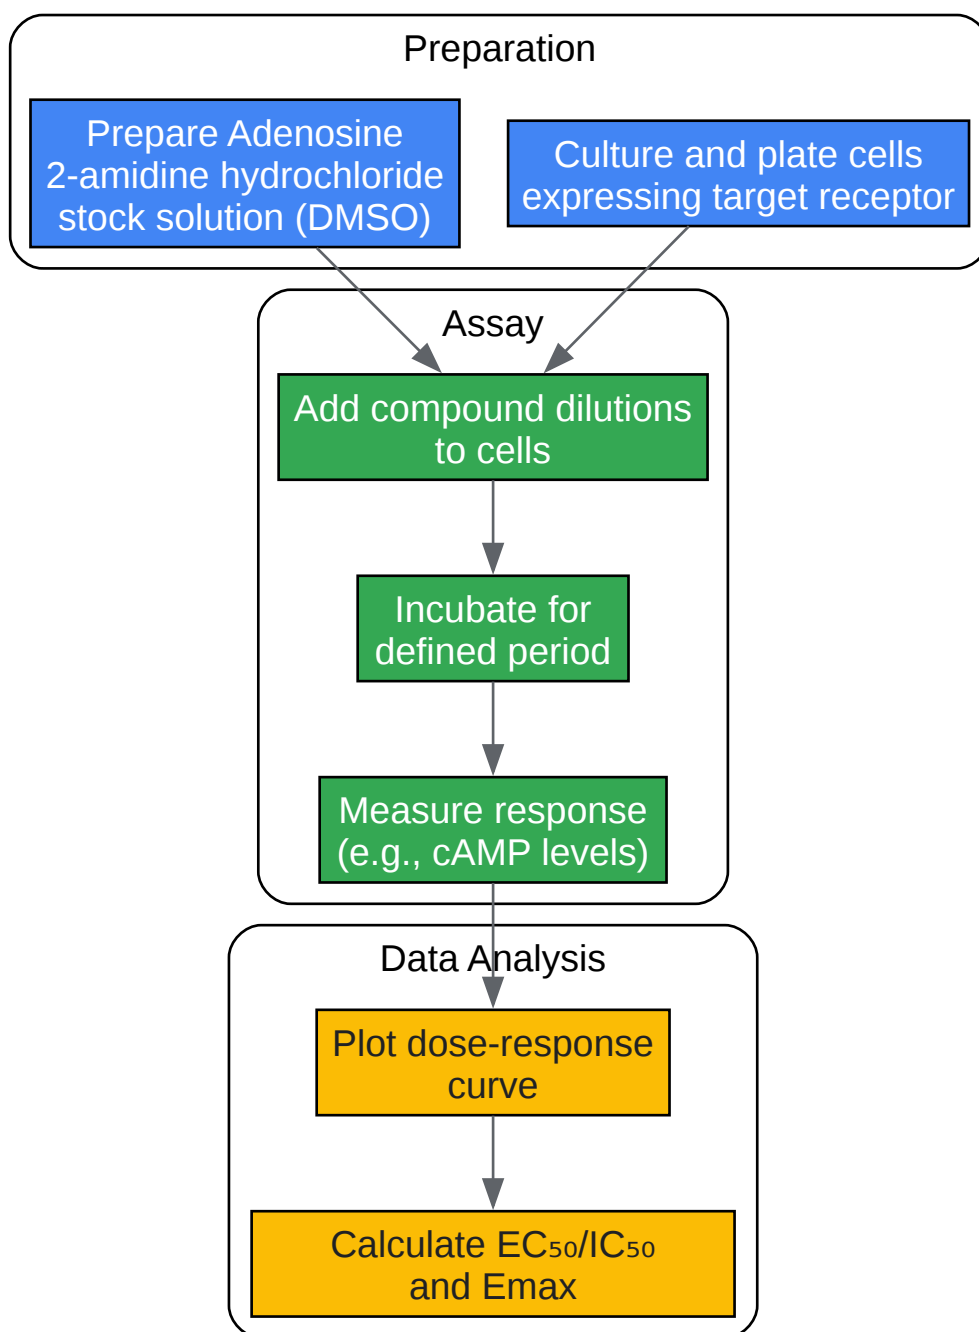 Preparation
Prepare Adenosine
2-amidine hydrochloride
stock solution (DMSO)
Culture and plate cells
expressing target receptor
Assay
Add compound dilutions
to cells
Incubate for
defined period
Measure response
(e.g., cAMP levels)
Data Analysis
Plot dose-response
curve
Calculate EC₅₀/IC₅₀
and Emax